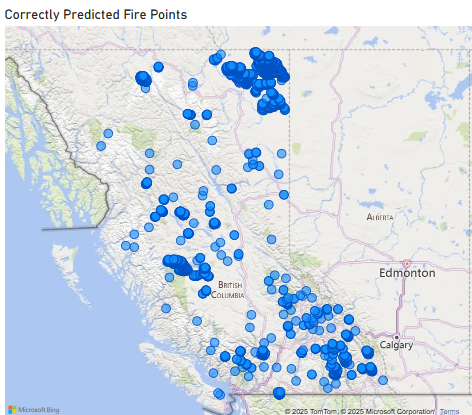 Correctly Predicted Fire Points
ALBERTA
Edmonton
BRITISH
COLUMBIA
Calgary
Microsoft Bing
© 2025 TomTom, © 2025 Microsoft Corporation, Terms